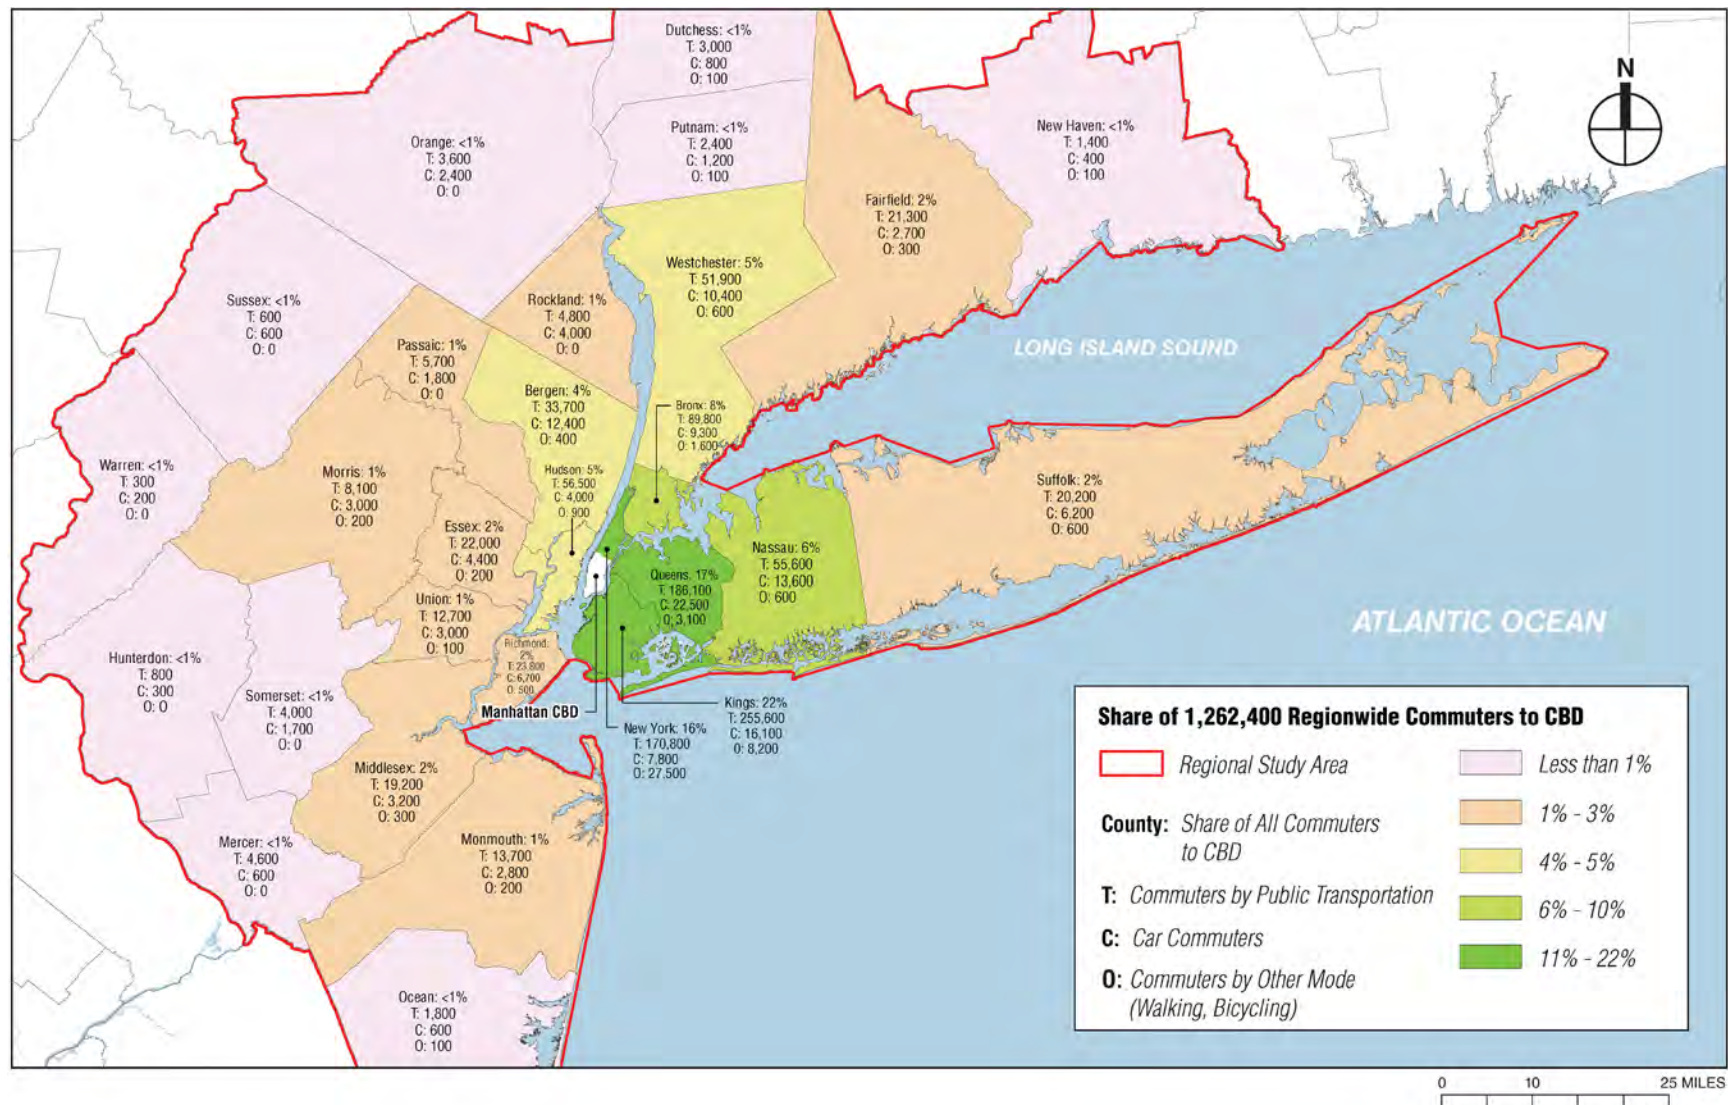 Dutchess: <1%
T: 3,000
C: 800
O: 100
Orange: <1%
T: 3,600
C: 2,400
O: 0
Putnam: <1%
T: 2,400
C: 1,200
O: 100
New Haven: <1%
T: 1,400
C: 400
O: 100
N
Fairfield: 2%
T: 21,300
C: 2,700
O: 300
Westchester: 5%
T: 51,900
C: 10,400
O: 600
Sussex: <1%
T: 600
C: 600
O: 0
Rockland: 1%
T: 4,800
C: 4,000
O: 0
Passaic: 1%
T: 5,700
C: 1,800
O: 0
LONG ISLAND SOUND
Bergen: 4%
T: 33,700
C: 12,400
O: 400
Bronx: 8%
T: 89,800
C: 9,300
O: 1,600
Warren: <1%
T: 300
C: 200
O: 0
Morris: 1%
T: 8,100
C: 3,000
O: 200
Hudson: 5%
T: 56,500
C: 4,000
O: 900
Suffolk: 2%
T: 20,200
C: 6,200
O: 600
Essex: 2%
T: 22,000
C: 4,400
O: 200
Nassau: 6%
T: 55,600
C: 13,600
O: 600
Queens: 17%
T: 186,100
C: 22,500
O: 3,100
Union: 1%
T: 12,700
C: 3,000
O: 100
ATLANTIC OCEAN
Richmond:
2%
T: 23,800
C: 6,700
O: 500
Hunterdon: <1%
T: 800
C: 300
O: 0
Somerset: <1%
T: 4,000
C: 1,700
O: 0
Manhattan CBD
Kings: 22%
T: 255,600
C: 16,100
O: 8,200
New York: 16%
T: 170,800
C: 7,800
O: 27,500
Middlesex: 2%
T: 19,200
C: 3,200
O: 300
Mercer: <1%
T: 4,600
C: 600
O: 0
Monmouth: 1%
T: 13,700
C: 2,800
O: 200
Ocean: <1%
T: 1,800
C: 600
O: 100
Share of 1,262,400 Regionwide Commuters to CBD
Regional Study Area
County: Share of All Commuters
to CBD
T: Commuters by Public Transportation
C: Car Commuters
O: Commuters by Other Mode
(Walking, Bicycling)
Less than 1%
1% - 3%
4% - 5%
6% - 10%
11% - 22%
0 10 25 MILES